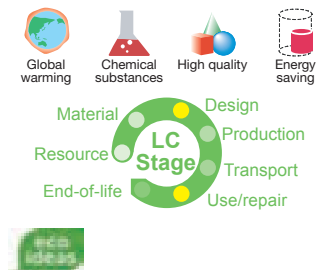 Global
warming
Chemical
substances
High quality
Energy
saving
Material
Resource
End-of-life
LC
Stage
Design
Production
Transport
Use/repair
eco
ideas